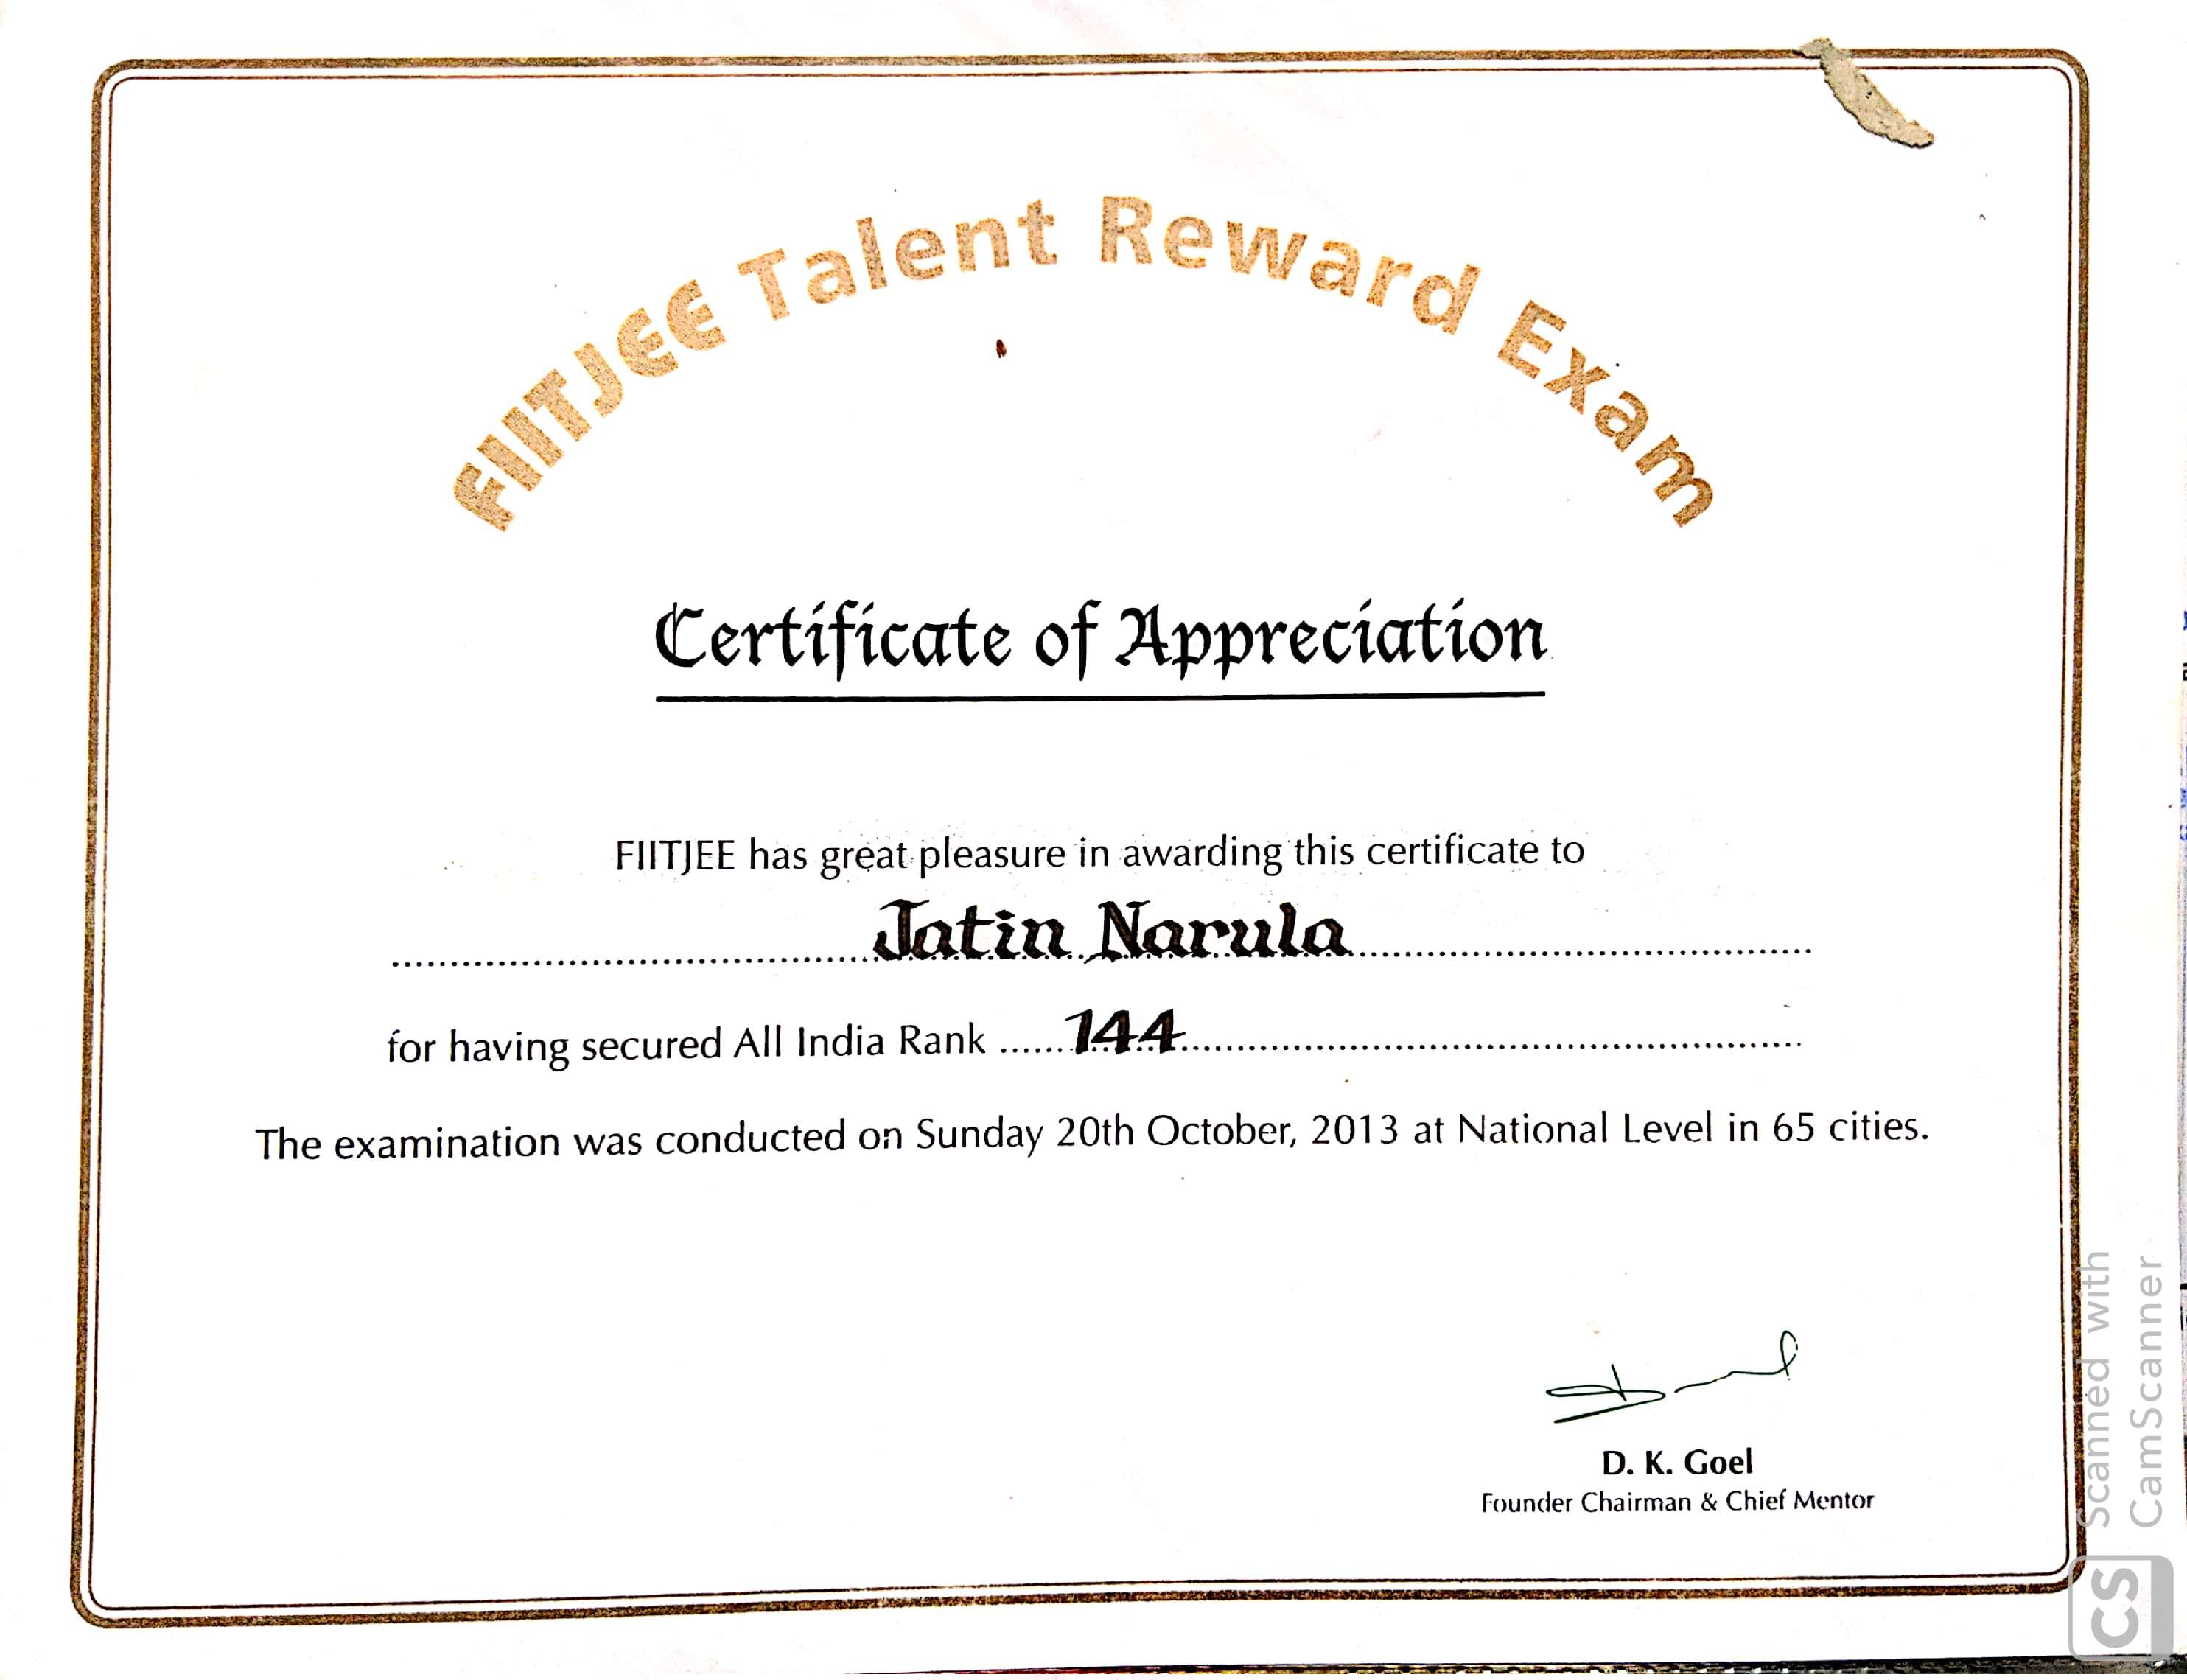 FIITJEE Talent Reward Exam
Certificate of Appreciation
FIITJEE has great pleasure in awarding this certificate to
Jatin Narula
for having secured All India Rank ......144......
The examination was conducted on Sunday 20th October, 2013 at National Level in 65 cities.
D. K. Goel
Founder Chairman & Chief Mentor
CS Scanned with
CamScanner